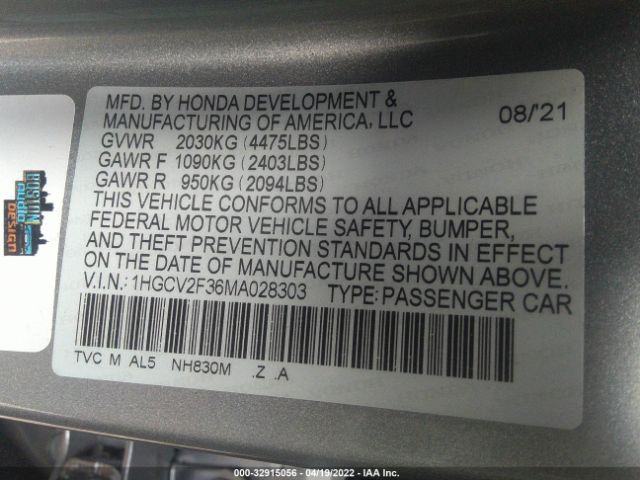 MFD. BY HONDA DEVELOPMENT &
MANUFACTURING OF AMERICA, LLC 08/'21
GVWR 2030KG (4475LBS)
GAWR F 1090KG (2403LBS)
GAWR R 950KG (2094LBS)
THIS VEHICLE CONFORMS TO ALL APPLICABLE
FEDERAL MOTOR VEHICLE SAFETY, BUMPER,
AND THEFT PREVENTION STANDARDS IN EFFECT
ON THE DATE OF MANUFACTURE SHOWN ABOVE.
V.I.N.: 1HGCV2F36MA028303 TYPE: PASSENGER CAR
TVC M AL5 NH830M .Z .A
BOSTON
audio
DESIGN
000-32915056 - 04/19/2022 - IAA Inc.